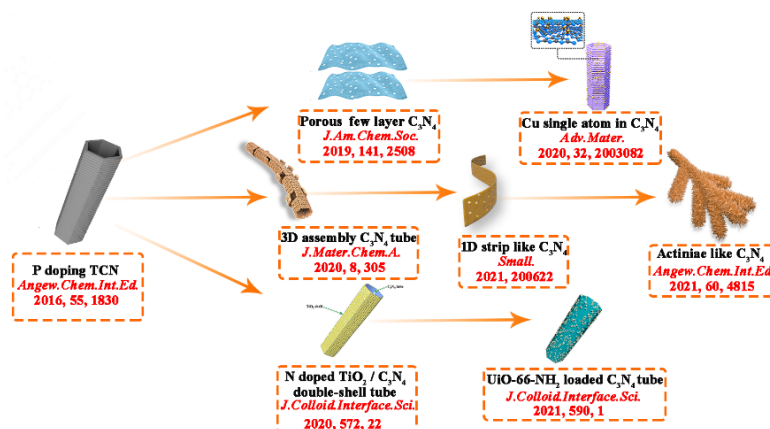 Porous few layer C₃N₄
J.Am.Chem.Soc.
2019, 141, 2508
Cu single atom in C₃N₄
Adv.Mater.
2020, 32, 2003082
P doping TCN
Angew.Chem.Int.Ed.
2016, 55, 1830
3D assembly C₃N₄ tube
J.Mater.Chem.A.
2020, 8, 305
1D strip like C₃N₄
Small.
2021, 200622
Actiniae like C₃N₄
Angew.Chem.Int.Ed.
2021, 60, 4815
C₃N₄ tube
N doped TiO₂ / C₃N₄
double-shell tube
J.Colloid.Interface.Sci.
2020, 572, 22
UiO-66-NH₂ loaded C₃N₄ tube
J.Colloid.Interface.Sci.
2021, 590, 1